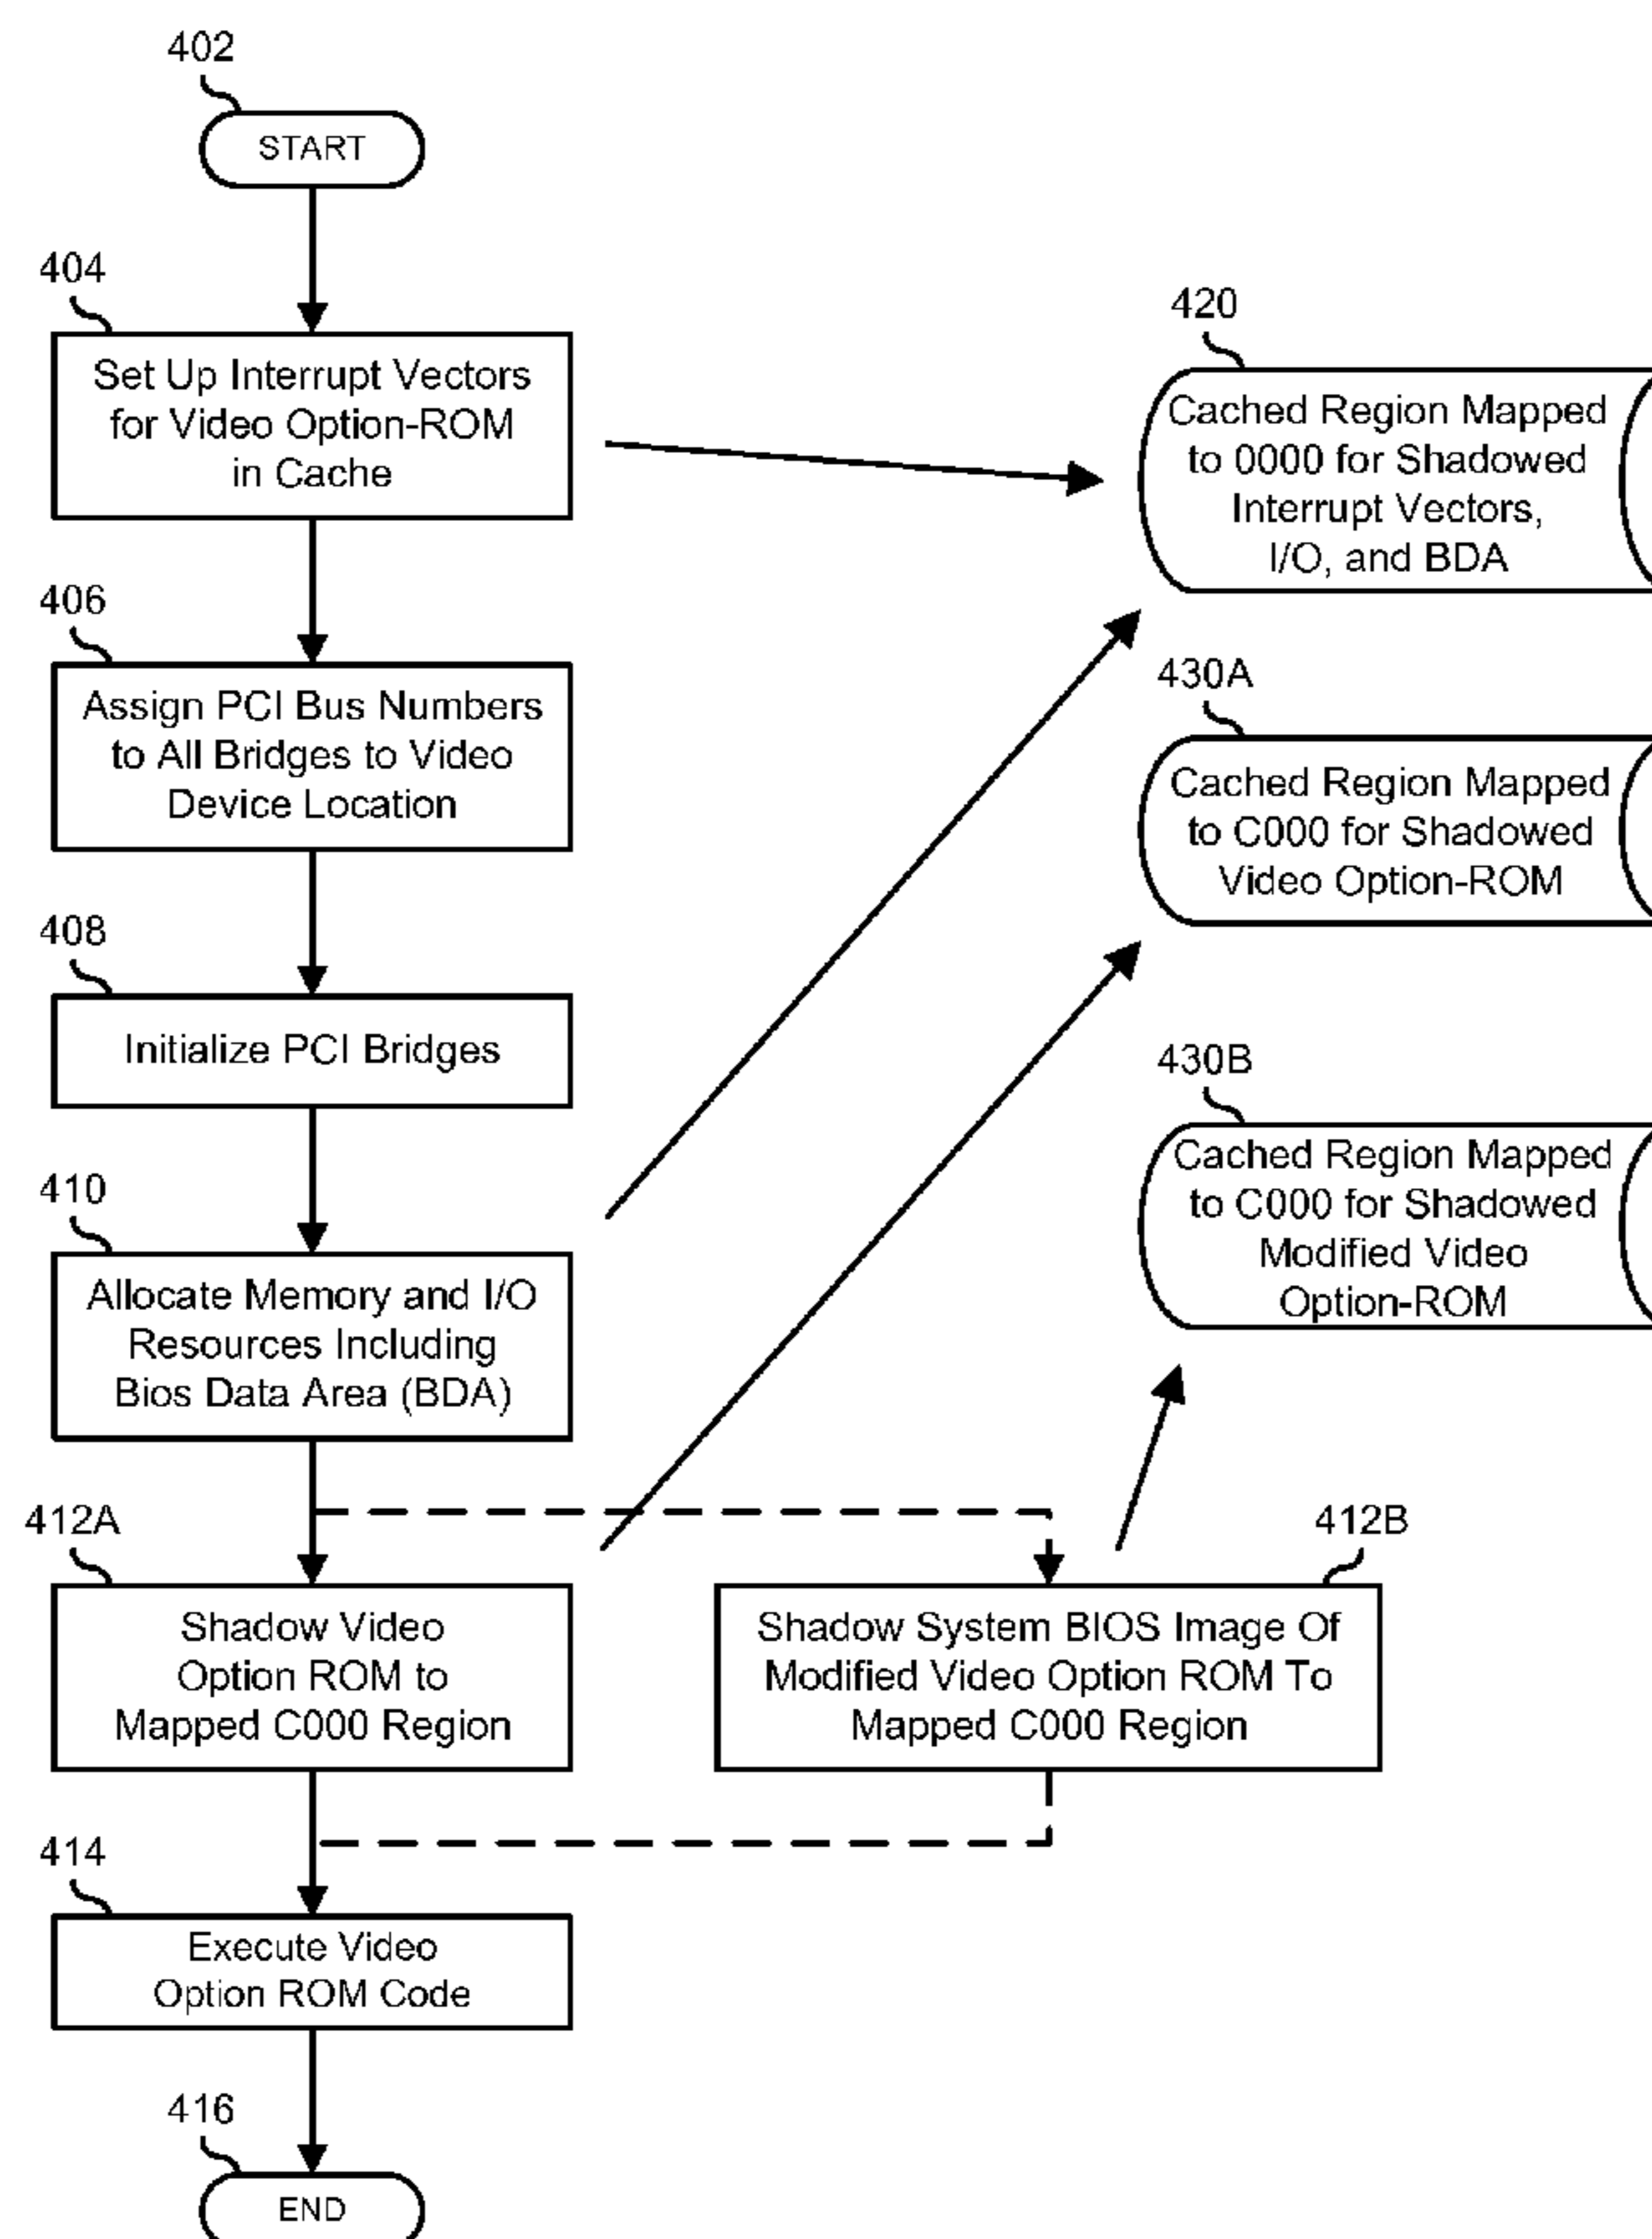 402
START
404
Set Up Interrupt Vectors
for Video Option-ROM
in Cache
420
Cached Region Mapped
to 0000 for Shadowed
Interrupt Vectors,
I/O, and BDA
406
Assign PCI Bus Numbers
to All Bridges to Video
Device Location
430A
Cached Region Mapped
to C000 for Shadowed
Video Option-ROM
408
Initialize PCI Bridges
430B
Cached Region Mapped
to C000 for Shadowed
Modified Video
Option-ROM
410
Allocate Memory and I/O
Resources Including
Bios Data Area (BDA)
412A
Shadow Video
Option ROM to
Mapped C000 Region
412B
Shadow System BIOS Image Of
Modified Video Option ROM To
Mapped C000 Region
414
Execute Video
Option ROM Code
416
END